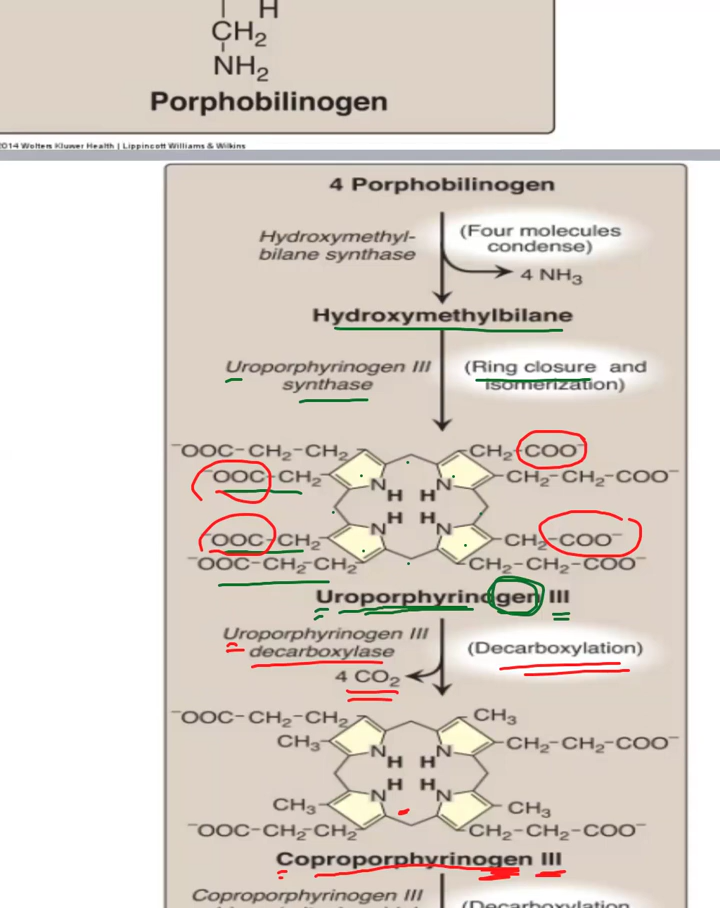 H
CH₂
NH₂
Porphobilinogen
2014 Wolters Kluwer Health | Lippincott Williams & Wilkins
4 Porphobilinogen
Hydroxymethyl-
bilane synthase
(Four molecules
condense)
4 NH₃
Hydroxymethylbilane
Uroporphyrinogen III
synthase
(Ring closure and
isomerization)
⁻OOC-CH₂-CH₂ CH₂-COO⁻
⁻OOC-CH₂ N N CH₂-CH₂-COO⁻
H H
H H
⁻OOC-CH₂ N N CH₂-COO⁻
⁻OOC-CH₂-CH₂ CH₂-CH₂-COO⁻
Uroporphyrinogen III
Uroporphyrinogen III
decarboxylase
(Decarboxylation)
4 CO₂
⁻OOC-CH₂-CH₂ CH₃
CH₃ N N CH₂-CH₂-COO⁻
H H
H H
CH₃ N N CH₃
⁻OOC-CH₂-CH₂ CH₂-CH₂-COO⁻
Coproporphyrinogen III
Coproporphyrinogen III
(Decarboxylation